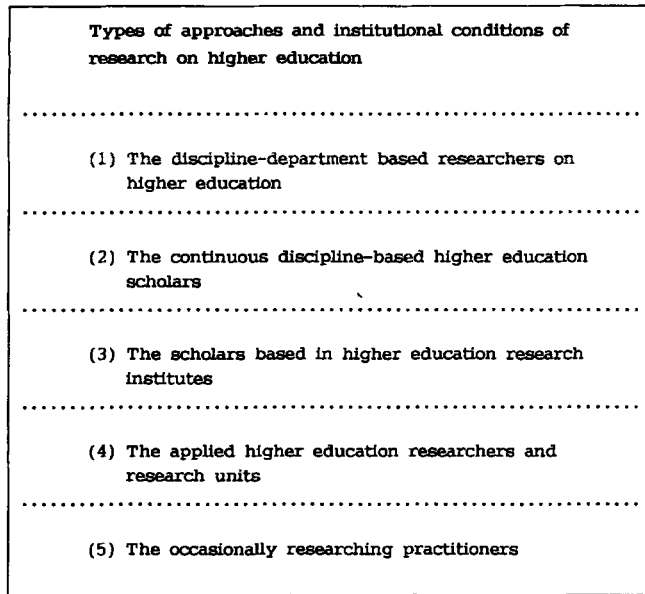 Types of approaches and institutional conditions of
research on higher education
(1) The discipline-department based researchers on
higher education
(2) The continuous discipline-based higher education
scholars
(3) The scholars based in higher education research
institutes
(4) The applied higher education researchers and
research units
(5) The occasionally researching practitioners